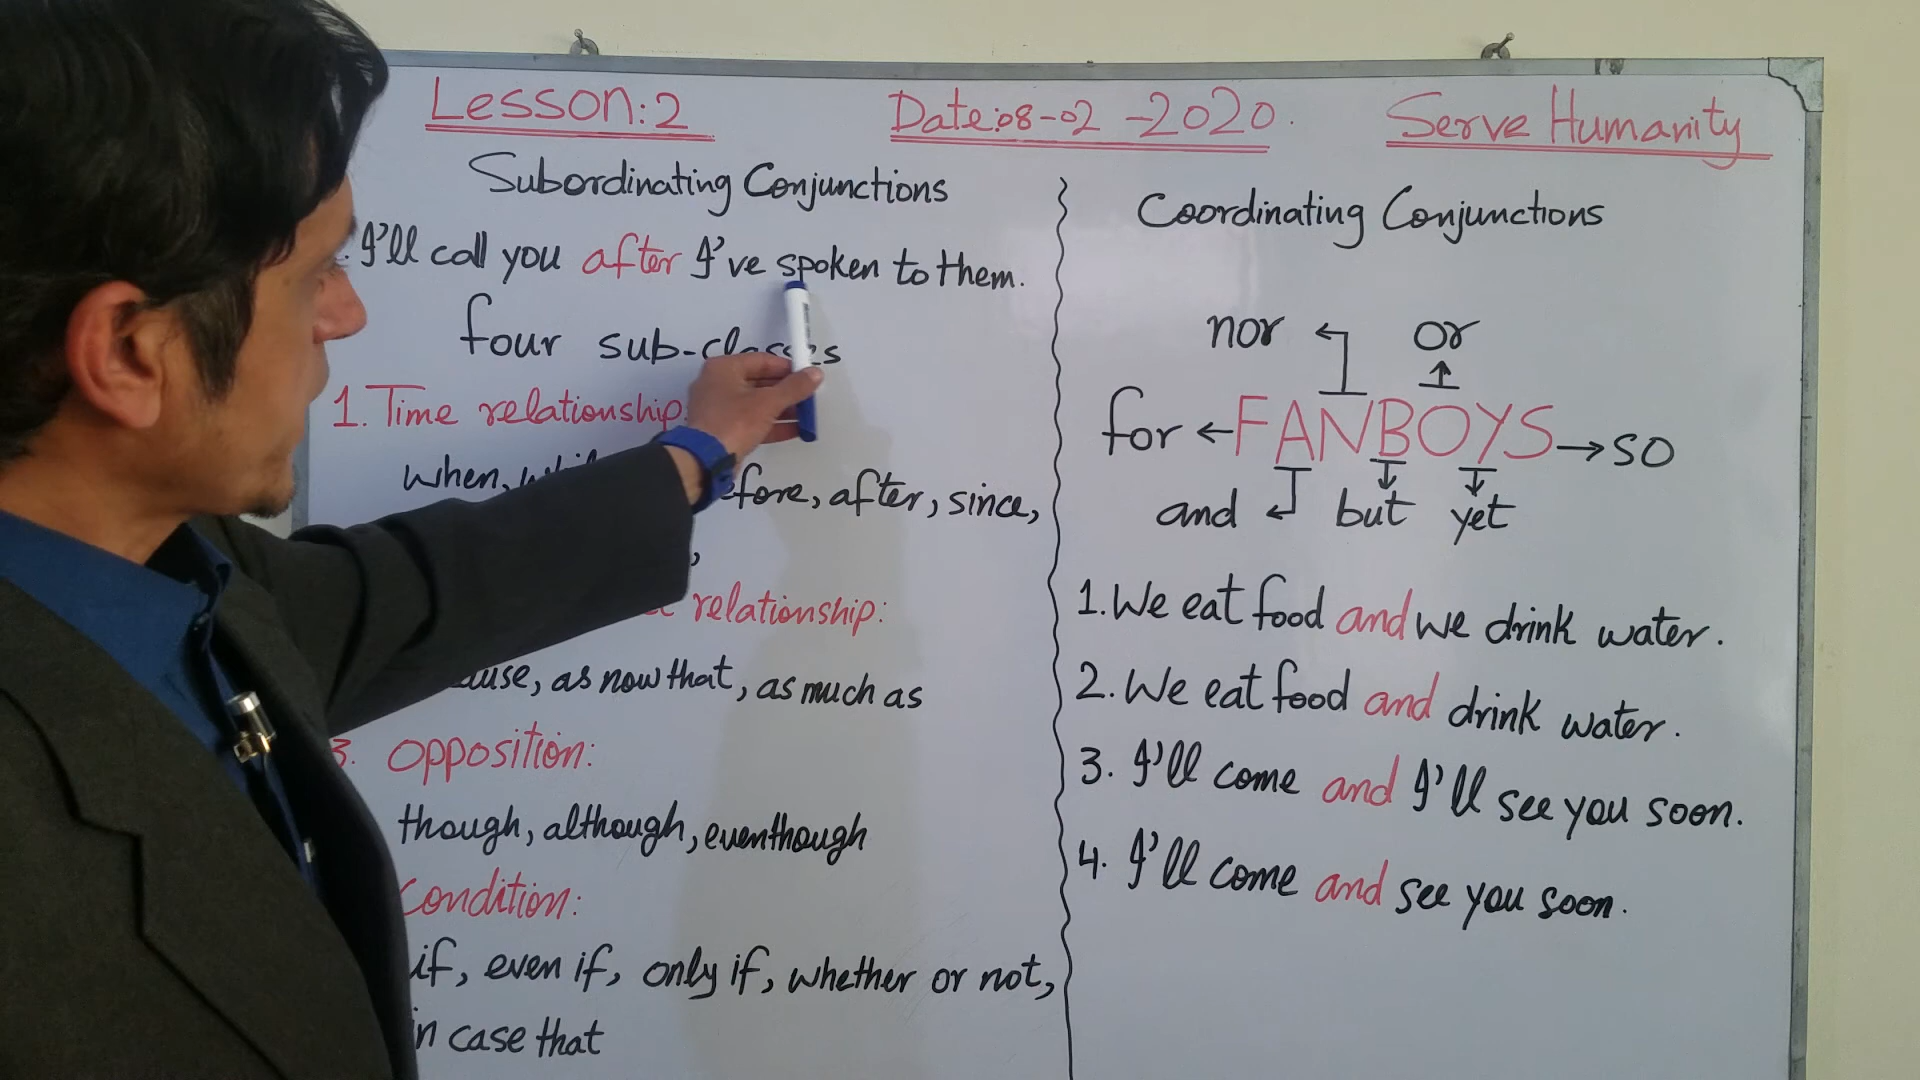 Lesson:2
Date:08-02-2020.
Serve Humanity
Subordinating Conjunctions
I'll call you after I've spoken to them.
four sub-classes
1. Time relationship
when, after, since,
relationship:
as now that, as much as
3. Opposition:
though, although, eventhough
Condition:
if, even if, only if, whether or not,
in case that
Coordinating Conjunctions
nor or
for ←FANBOYS→ so
and but yet
1. We eat food and we drink water.
2. We eat food and drink water.
3. I'll come and I'll see you soon.
4. I'll come and see you soon.